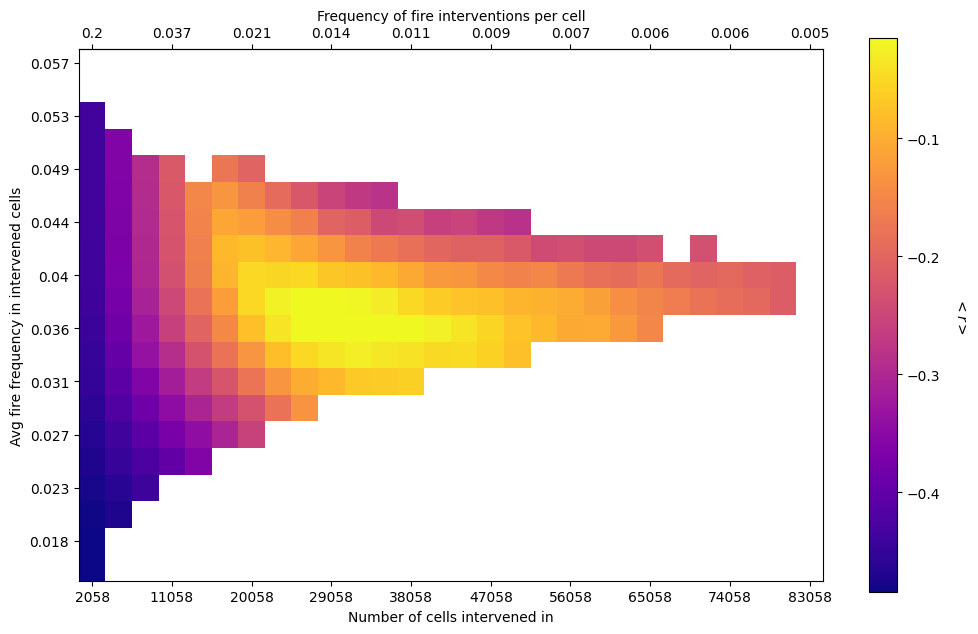 Frequency of fire interventions per cell
0.2 0.037 0.021 0.014 0.011 0.009 0.007 0.006 0.006 0.005
0.057
0.053
0.049
0.044
0.04
0.036
0.031
0.027
0.023
0.018
Avg fire frequency in intervened cells
2058 11058 20058 29058 38058 47058 56058 65058 74058 83058
Number of cells intervened in
−0.1
−0.2
−0.3
−0.4
< r >